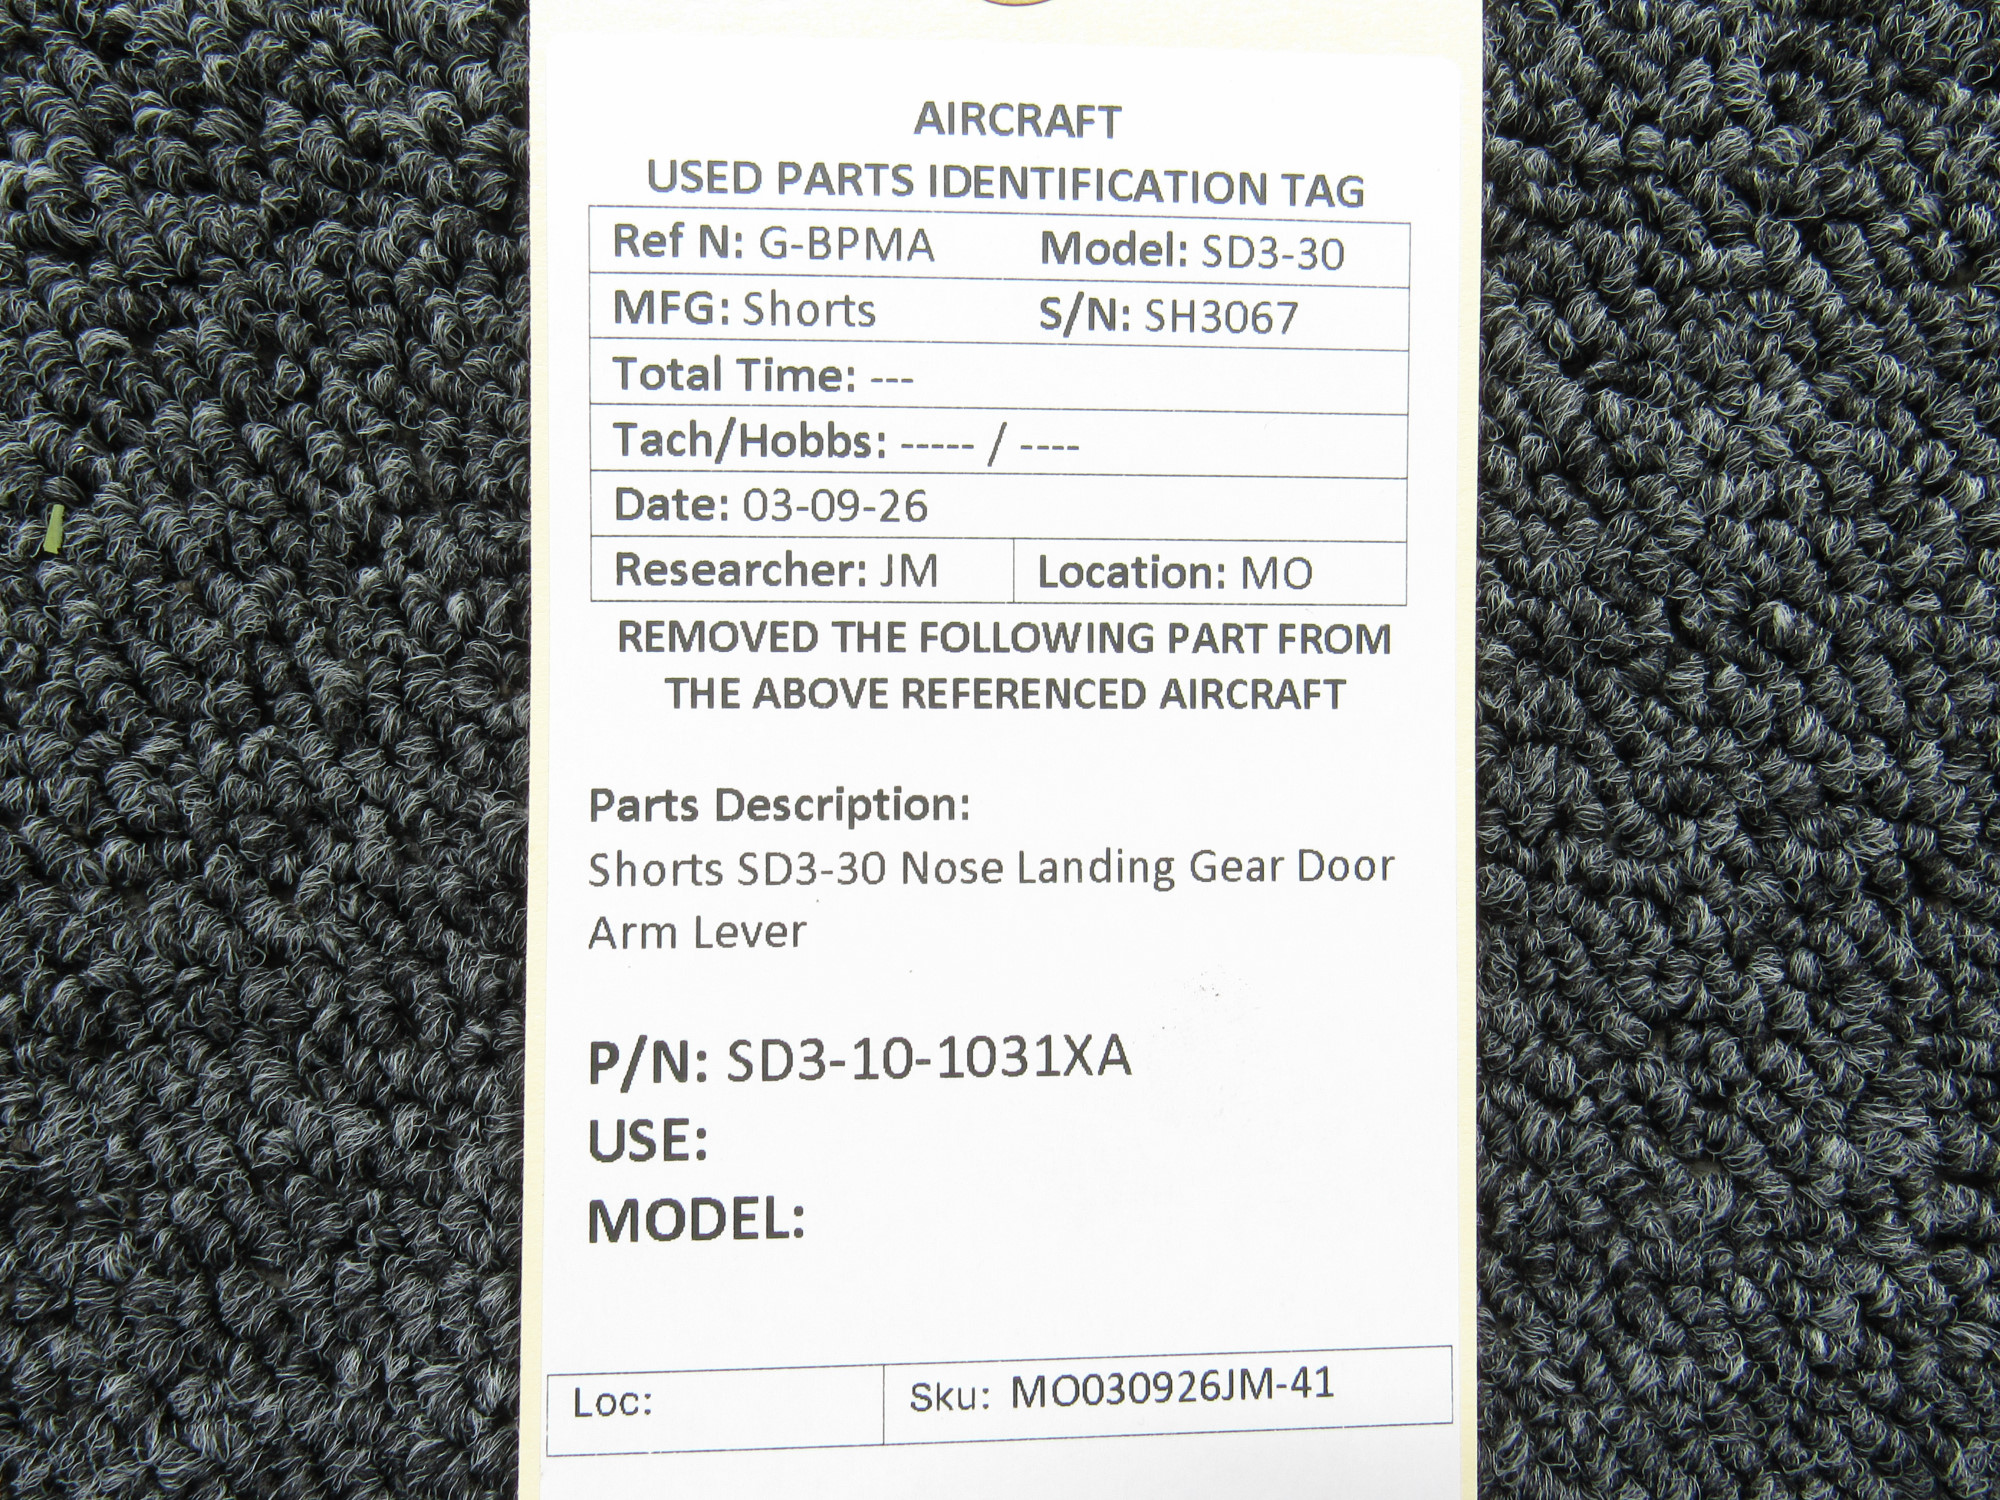 AIRCRAFT
USED PARTS IDENTIFICATION TAG
Ref N: G-BPMA Model: SD3-30
MFG: Shorts S/N: SH3067
Total Time: ---
Tach/Hobbs: ----- / ----
Date: 03-09-26
Researcher: JM Location: MO
REMOVED THE FOLLOWING PART FROM
THE ABOVE REFERENCED AIRCRAFT
Parts Description:
Shorts SD3-30 Nose Landing Gear Door
Arm Lever
P/N: SD3-10-1031XA
USE:
MODEL:
Loc: Sku: MO030926JM-41